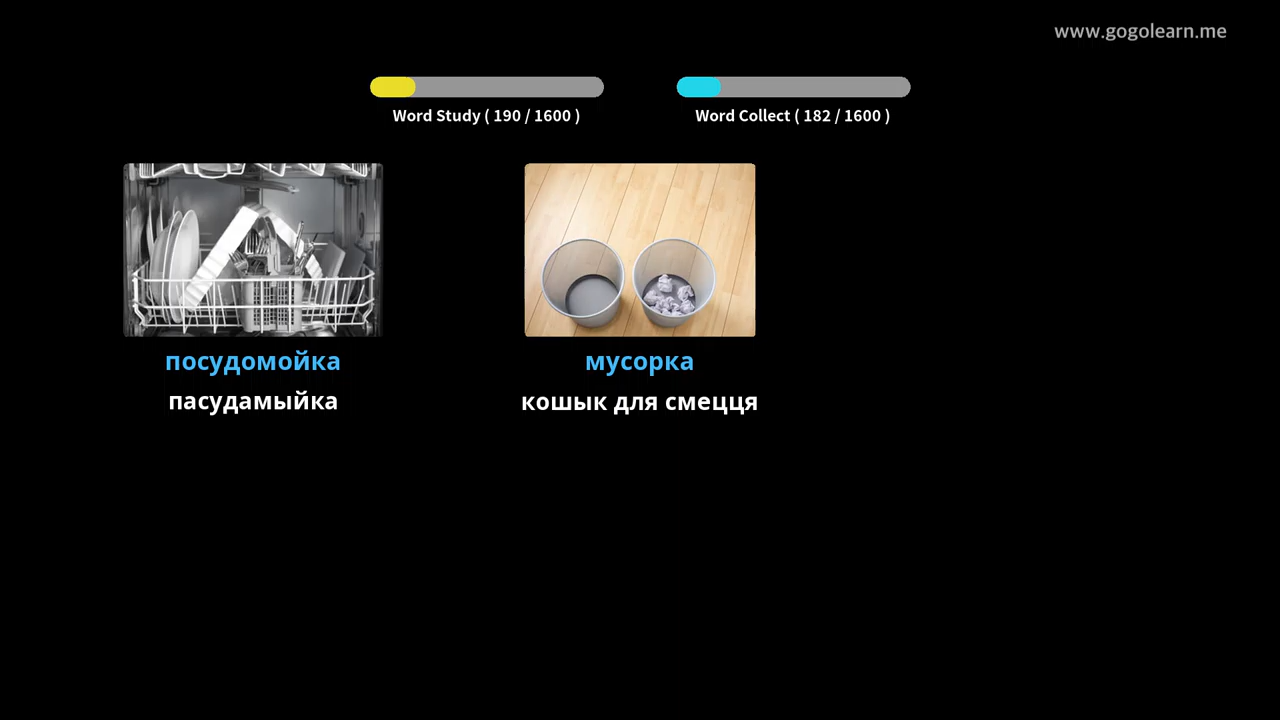 www.gogolearn.me
Word Study ( 190 / 1600 )
Word Collect ( 182 / 1600 )
посудомойка
мусорка
пасудамыйка
кошык для смецця